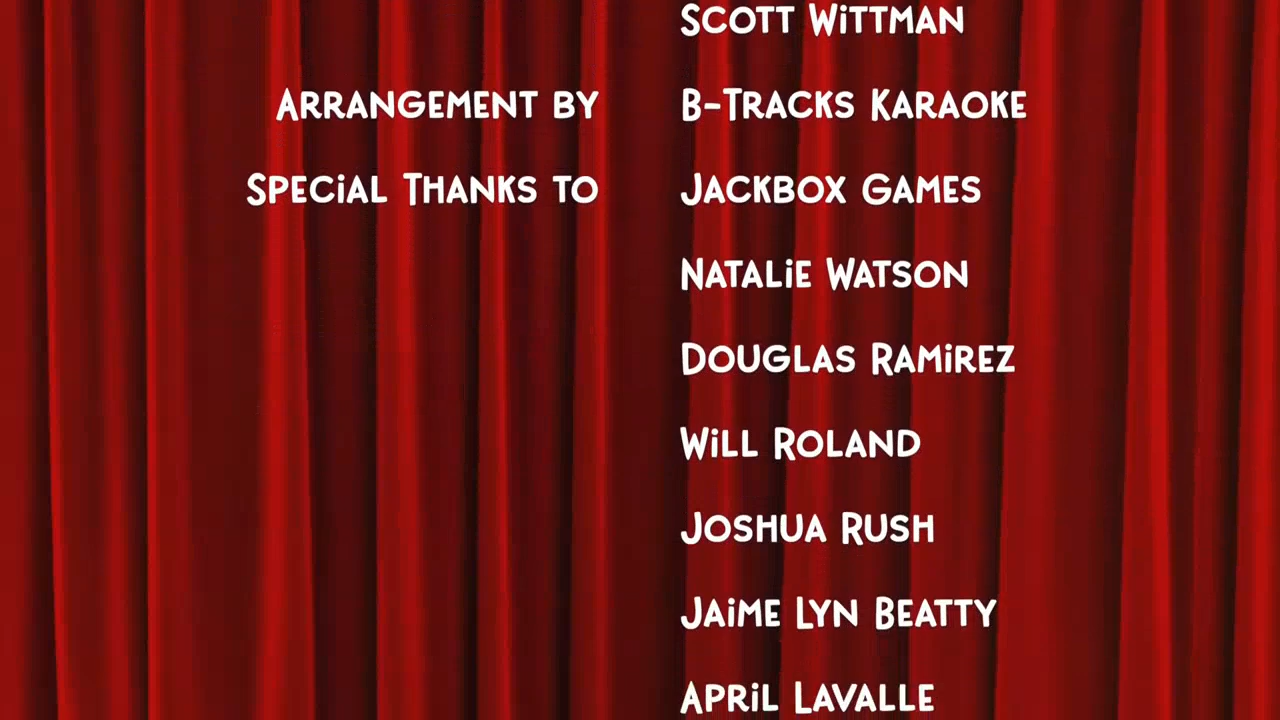 Scott Wittman
Arrangement by B-Tracks Karaoke
Special Thanks to Jackbox Games
Natalie Watson
Douglas Ramirez
Will Roland
Joshua Rush
Jaime Lyn Beatty
April Lavalle